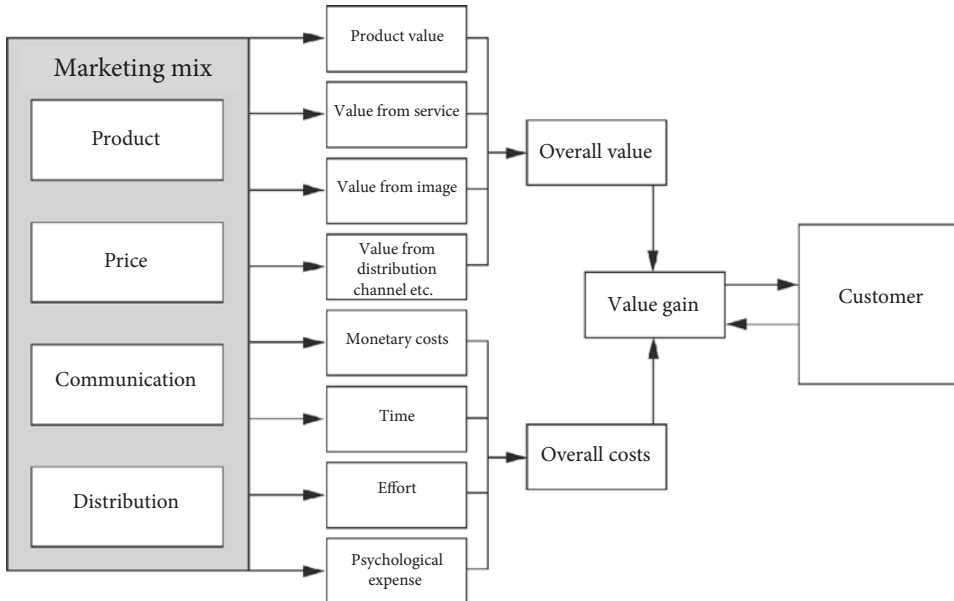 Marketing mix
Product
Price
Communication
Distribution
Product value
Value from service
Value from image
Value from
distribution
channel etc.
Monetary costs
Time
Effort
Psychological
expense
Overall value
Overall costs
Value gain
Customer